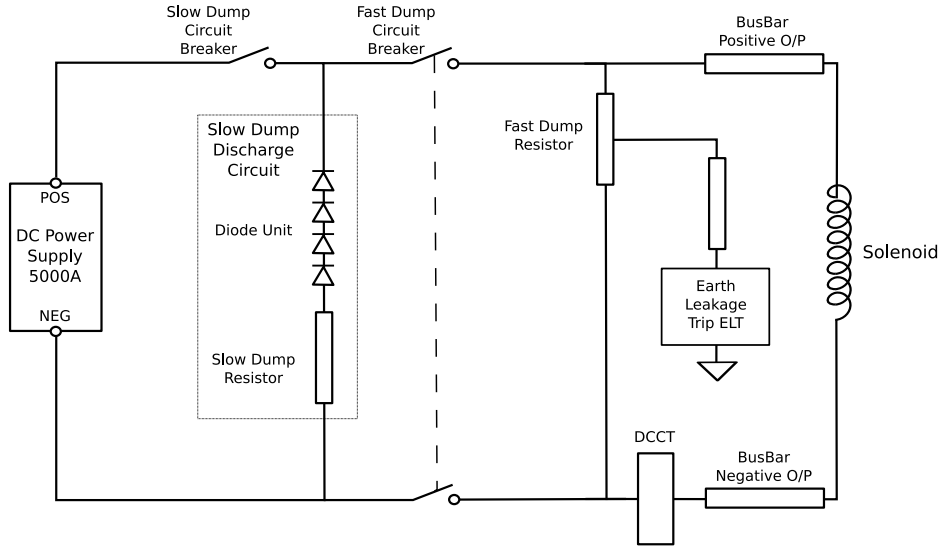 Slow Dump
Circuit
Breaker
Fast Dump
Circuit
Breaker
BusBar
Positive O/P
Slow Dump
Discharge
Circuit
Fast Dump
Resistor
POS
DC Power
Supply
5000A
NEG
Diode Unit
Solenoid
Earth
Leakage
Trip ELT
Slow Dump
Resistor
DCCT
BusBar
Negative O/P